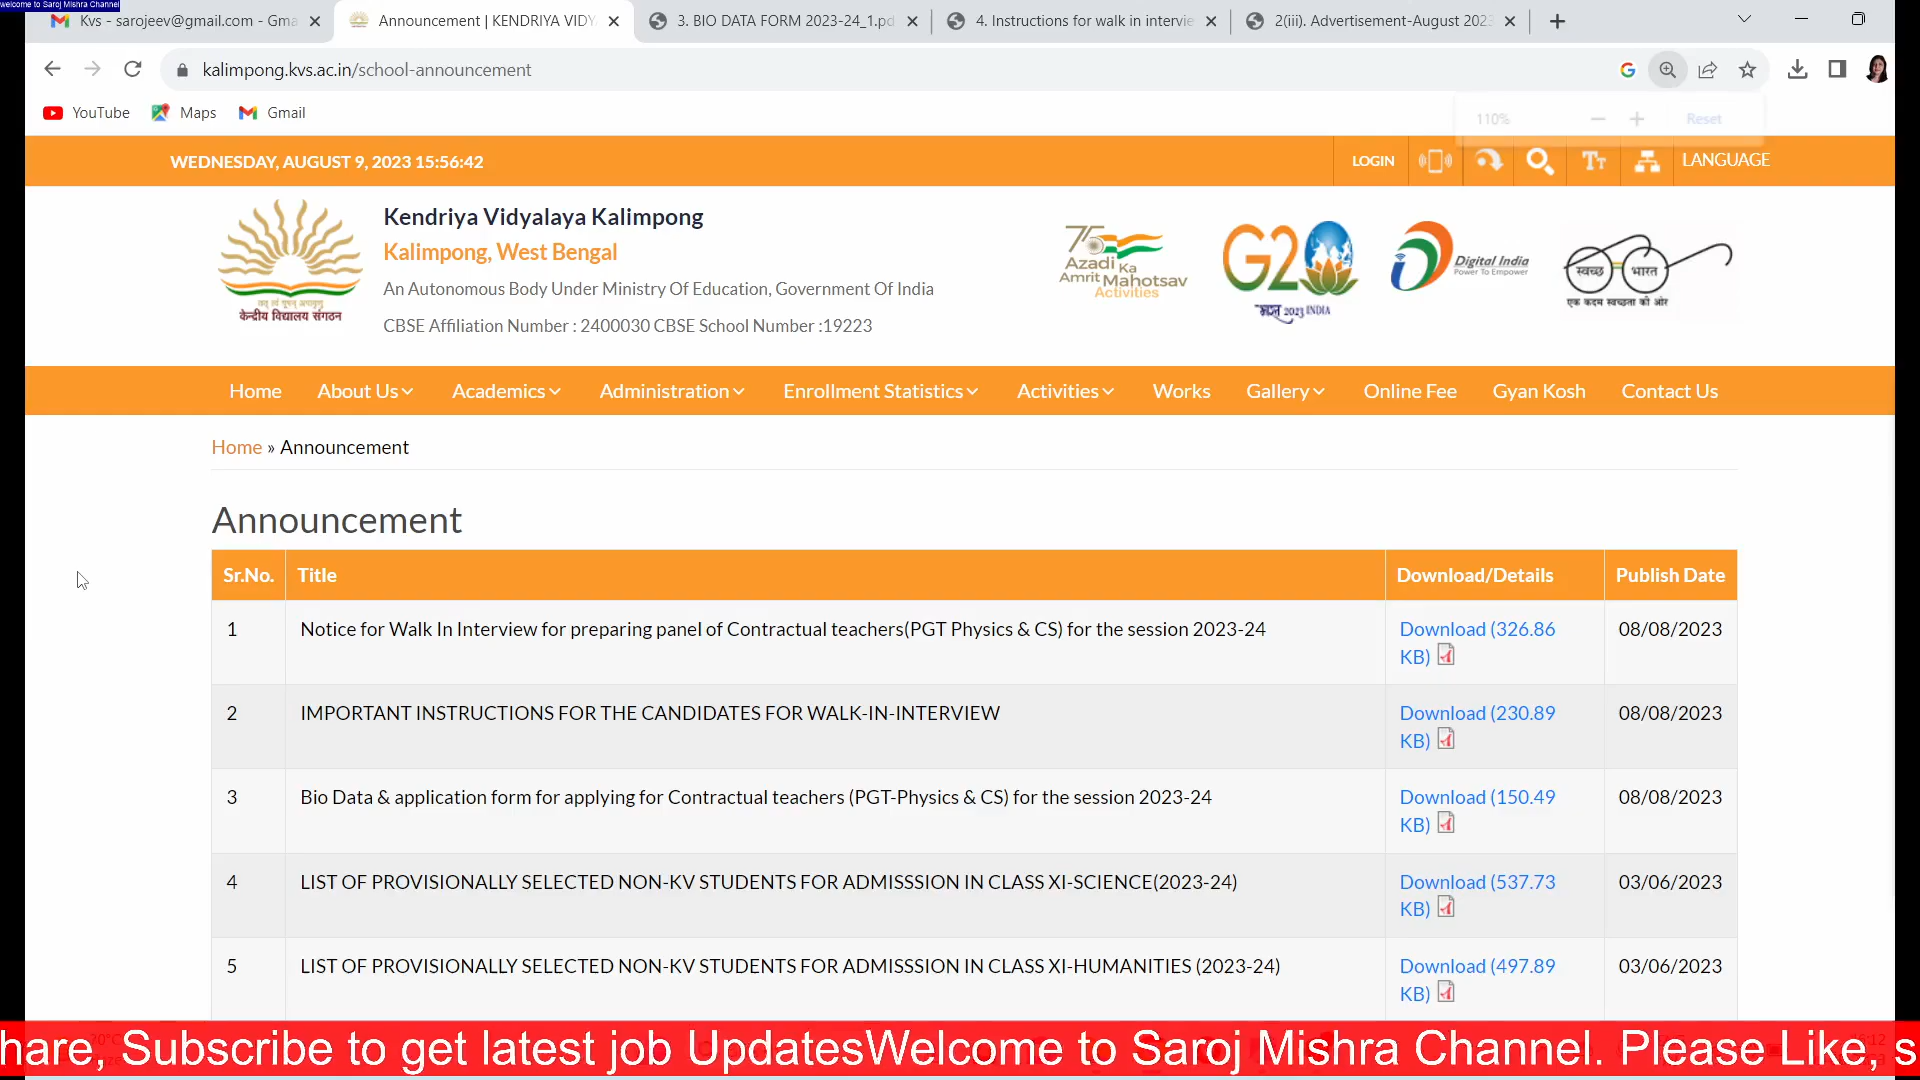 welcome to Saroj Mishra Channel
Kvs - sarojeev@gmail.com - Gma
Announcement | KENDRIYA VIDY
3. BIO DATA FORM 2023-24_1.pd
4. Instructions for walk in intervie
2(iii). Advertisement-August 2023
kalimpong.kvs.ac.in/school-announcement
YouTube
Maps
Gmail
110%
Reset
WEDNESDAY, AUGUST 9, 2023 15:56:42
LOGIN
LANGUAGE
Kendriya Vidyalaya Kalimpong
Kalimpong, West Bengal
An Autonomous Body Under Ministry Of Education, Government Of India
CBSE Affiliation Number : 2400030 CBSE School Number :19223
तत् त्वं पूषन् अपावृणु
केन्द्रीय विद्यालय संगठन
75
Azadi Ka
Amrit Mahotsav
Activities
G20
भारत 2023 INDIA
Digital India
Power To Empower
स्वच्छ भारत
एक कदम स्वच्छता की ओर
Home
About Us
Academics
Administration
Enrollment Statistics
Activities
Works
Gallery
Online Fee
Gyan Kosh
Contact Us
Home » Announcement
Announcement
Sr.No. Title Download/Details Publish Date
1 Notice for Walk In Interview for preparing panel of Contractual teachers(PGT Physics & CS) for the session 2023-24 Download (326.86 08/08/2023
KB)
2 IMPORTANT INSTRUCTIONS FOR THE CANDIDATES FOR WALK-IN-INTERVIEW Download (230.89 08/08/2023
KB)
3 Bio Data & application form for applying for Contractual teachers (PGT-Physics & CS) for the session 2023-24 Download (150.49 08/08/2023
KB)
4 LIST OF PROVISIONALLY SELECTED NON-KV STUDENTS FOR ADMISSSION IN CLASS XI-SCIENCE(2023-24) Download (537.73 03/06/2023
KB)
5 LIST OF PROVISIONALLY SELECTED NON-KV STUDENTS FOR ADMISSSION IN CLASS XI-HUMANITIES (2023-24) Download (497.89 03/06/2023
KB)
hare, Subscribe to get latest job UpdatesWelcome to Saroj Mishra Channel. Please Like, s